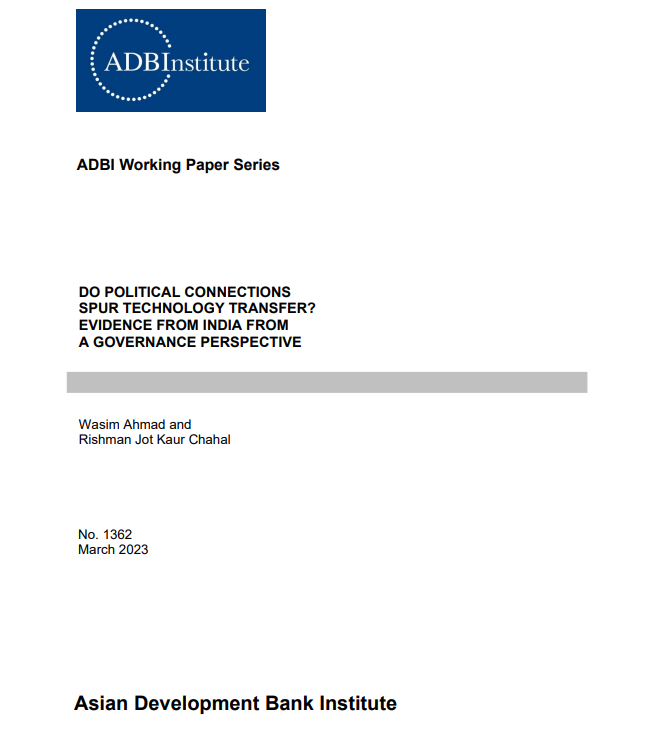 ADBInstitute
ADBI Working Paper Series
DO POLITICAL CONNECTIONS
SPUR TECHNOLOGY TRANSFER?
EVIDENCE FROM INDIA FROM
A GOVERNANCE PERSPECTIVE
Wasim Ahmad and
Rishman Jot Kaur Chahal
No. 1362
March 2023
Asian Development Bank Institute